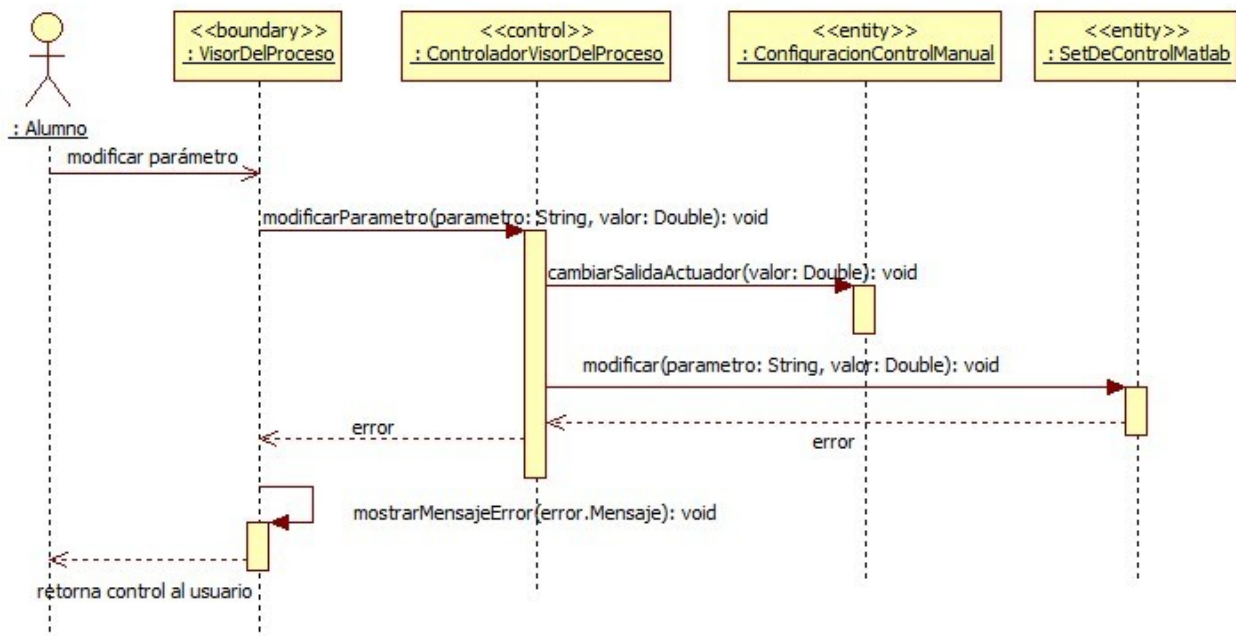 <<boundary>>
: VisorDelProceso
<<control>>
: ControladorVisorDelProceso
<<entity>>
: ConfiguracionControlManual
<<entity>>
: SetDeControlMatlab
: Alumno
modificar parámetro
modificarParametro(parametro: String, valor: Double): void
cambiarSalidaActuador(valor: Double): void
modificar(parametro: String, valor: Double): void
error
error
mostrarMensajeError(error.Mensaje): void
retorna control al usuario